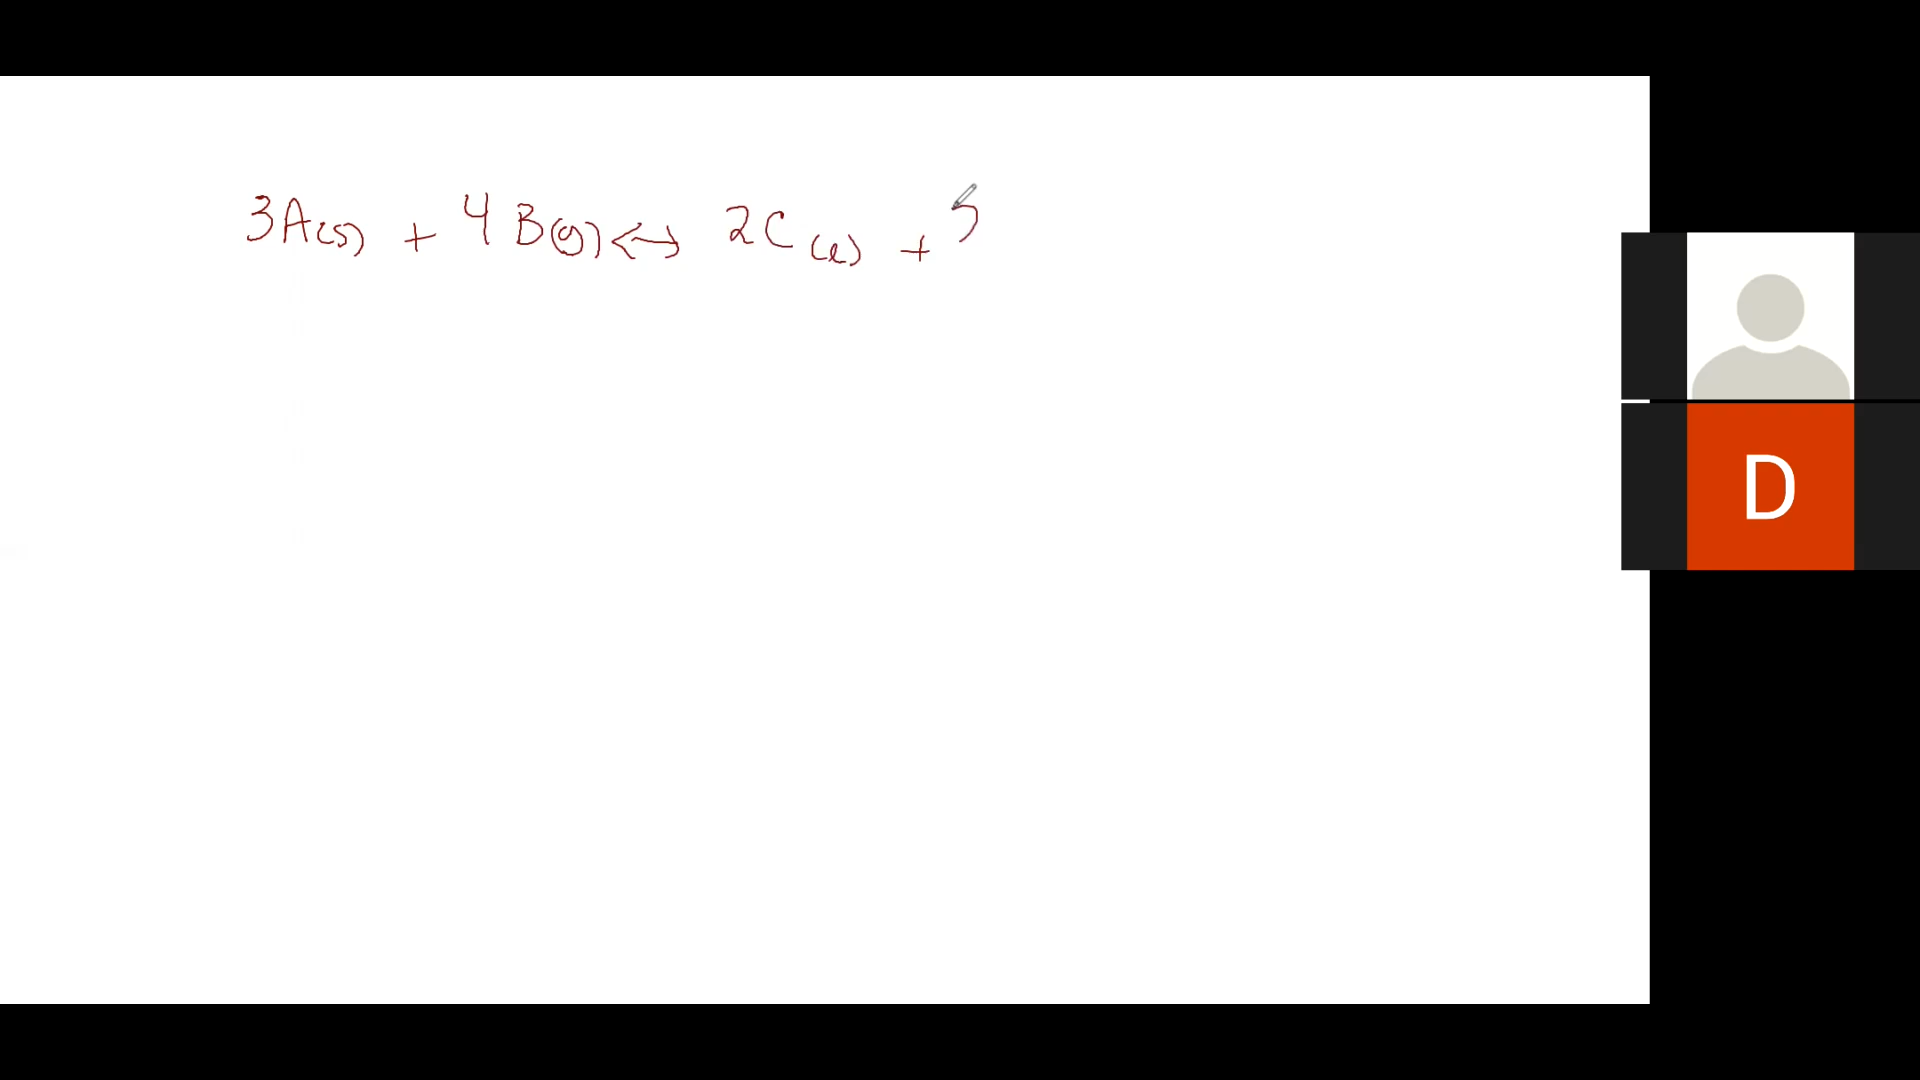 3A(s) + 4B(g) <-> 2C(l) + 5
D